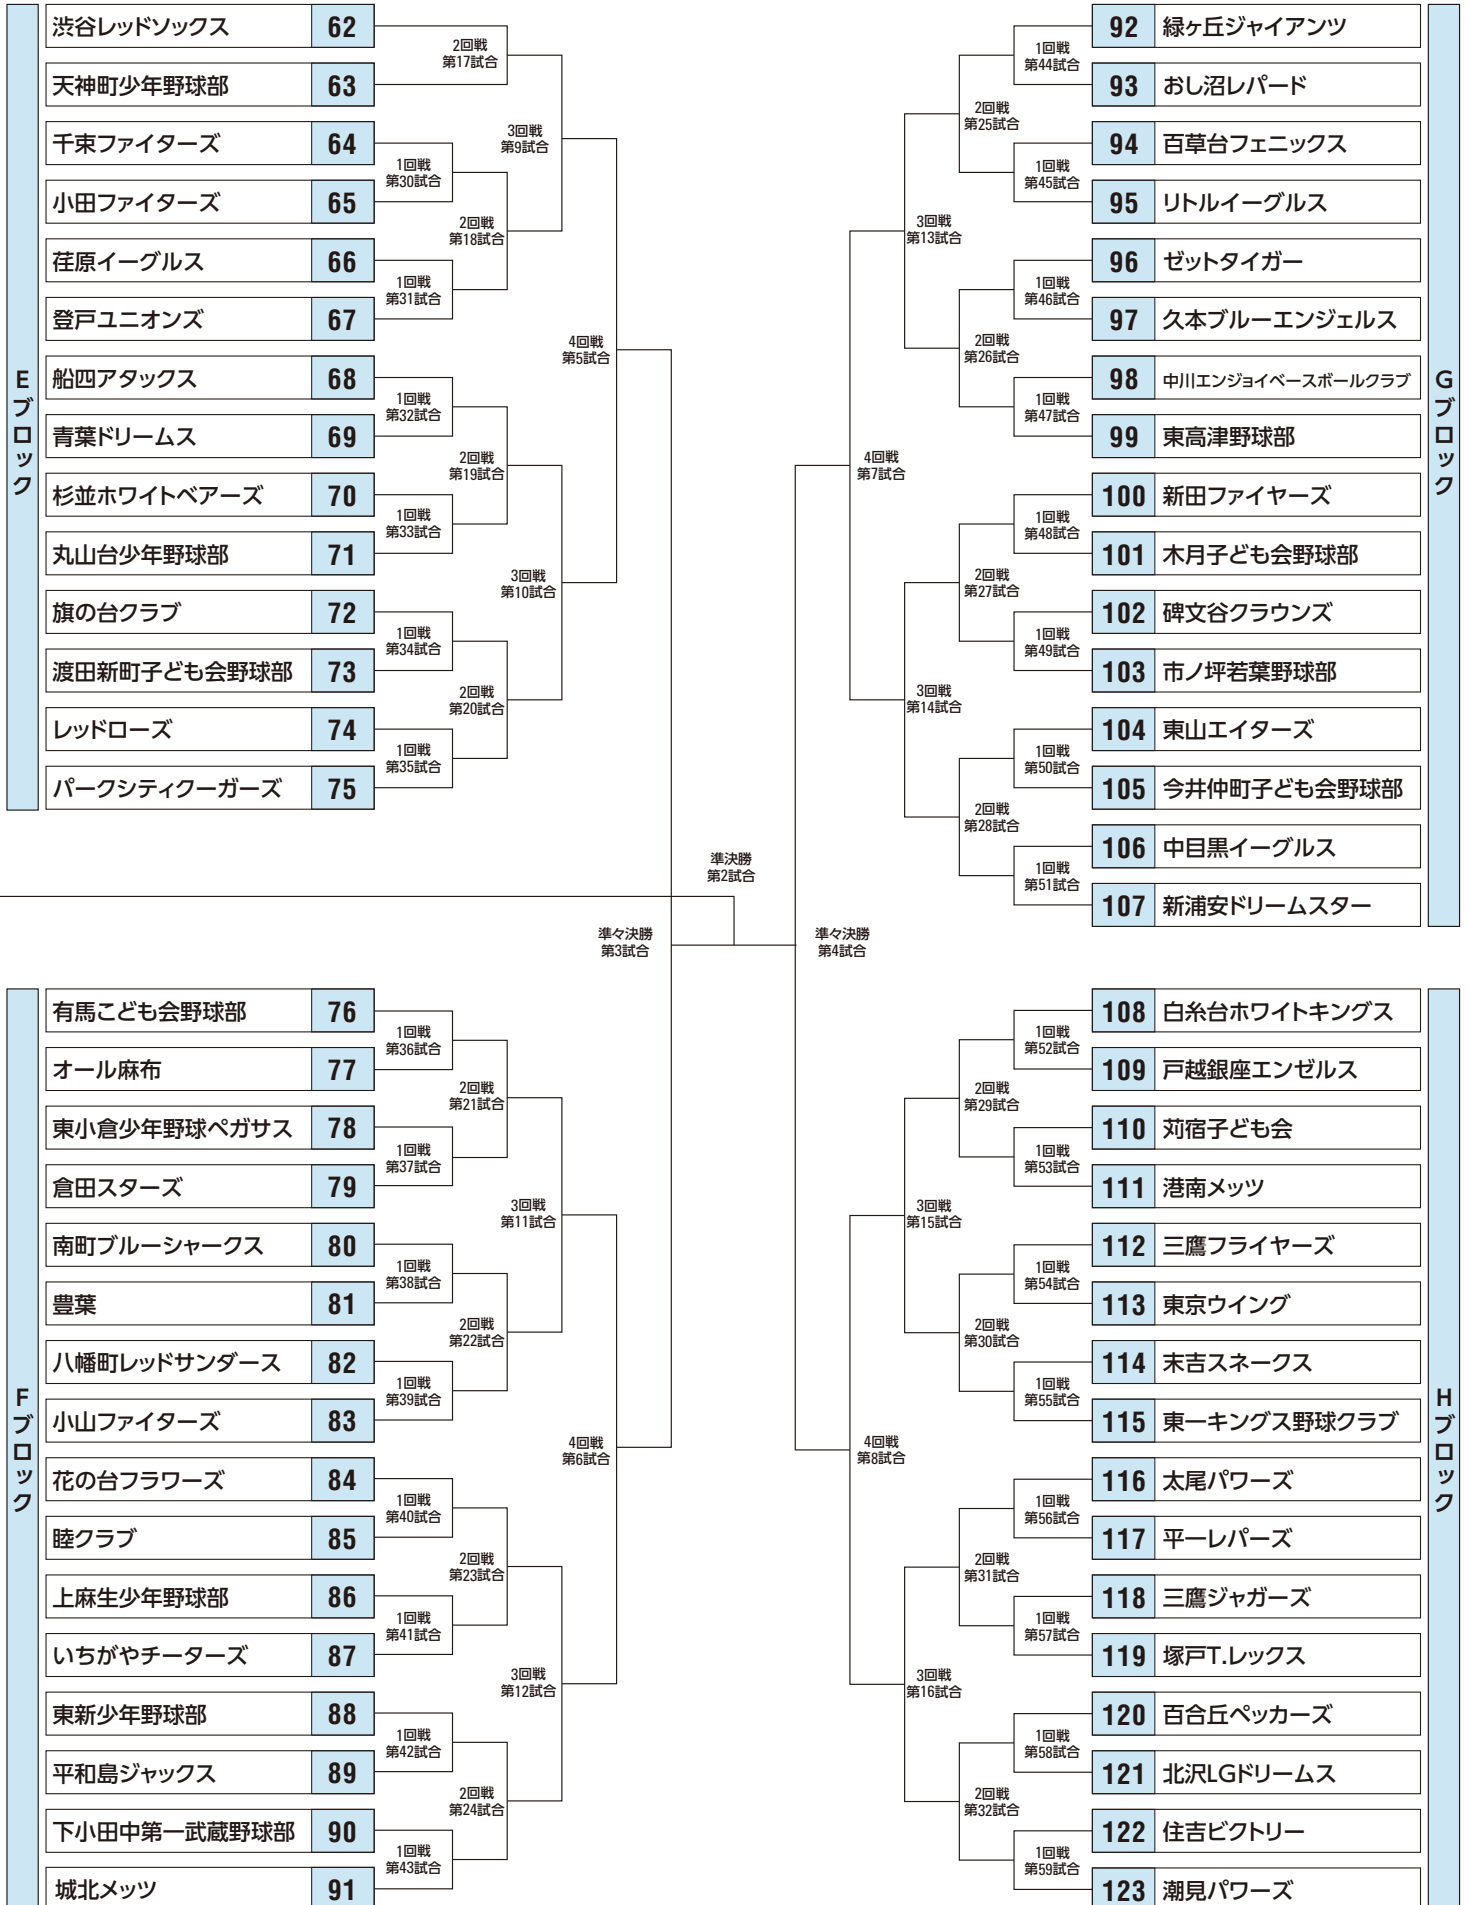 Eブロック
渋谷レッドソックス 62
天神町少年野球部 63
千束ファイターズ 64
小田ファイターズ 65
荏原イーグルス 66
登戸ユニオンズ 67
船四アタックス 68
青葉ドリームス 69
杉並ホワイトベアーズ 70
丸山台少年野球部 71
旗の台クラブ 72
渡田新町子ども会野球部 73
レッドローズ 74
パークシティクーガーズ 75
2回戦
第17試合
1回戦
第30試合
1回戦
第31試合
1回戦
第32試合
1回戦
第33試合
1回戦
第34試合
1回戦
第35試合
2回戦
第18試合
2回戦
第19試合
2回戦
第20試合
3回戦
第9試合
3回戦
第10試合
4回戦
第5試合
Fブロック
有馬こども会野球部 76
オール麻布 77
東小倉少年野球ペガサス 78
倉田スターズ 79
南町ブルーシャークス 80
豊葉 81
八幡町レッドサンダース 82
小山ファイターズ 83
花の台フラワーズ 84
睦クラブ 85
上麻生少年野球部 86
いちがやチーターズ 87
東新少年野球部 88
平和島ジャックス 89
下小田中第一武蔵野球部 90
城北メッツ 91
1回戦
第36試合
1回戦
第37試合
1回戦
第38試合
1回戦
第39試合
1回戦
第40試合
1回戦
第41試合
1回戦
第42試合
1回戦
第43試合
2回戦
第21試合
2回戦
第22試合
2回戦
第23試合
2回戦
第24試合
3回戦
第11試合
3回戦
第12試合
4回戦
第6試合
準々決勝
第3試合
準決勝
第2試合
準々決勝
第4試合
Gブロック
92 緑ヶ丘ジャイアンツ
93 おし沼レパード
94 百草台フェニックス
95 リトルイーグルス
96 ゼットタイガー
97 久本ブルーエンジェルス
98 中川エンジョイベースボールクラブ
99 東高津野球部
100 新田ファイヤーズ
101 木月子ども会野球部
102 碑文谷クラウンズ
103 市ノ坪若葉野球部
104 東山エイターズ
105 今井仲町子ども会野球部
106 中目黒イーグルス
107 新浦安ドリームスター
1回戦
第44試合
1回戦
第45試合
1回戦
第46試合
1回戦
第47試合
1回戦
第48試合
1回戦
第49試合
1回戦
第50試合
1回戦
第51試合
2回戦
第25試合
2回戦
第26試合
2回戦
第27試合
2回戦
第28試合
3回戦
第13試合
3回戦
第14試合
4回戦
第7試合
Hブロック
108 白糸台ホワイトキングス
109 戸越銀座エンゼルス
110 苅宿子ども会
111 港南メッツ
112 三鷹フライヤーズ
113 東京ウイング
114 末吉スネークス
115 東一キングス野球クラブ
116 太尾パワーズ
117 平一レパーズ
118 三鷹ジャガーズ
119 塚戸T.レックス
120 百合丘ペッカーズ
121 北沢LGドリームス
122 住吉ビクトリー
123 潮見パワーズ
1回戦
第52試合
1回戦
第53試合
1回戦
第54試合
1回戦
第55試合
1回戦
第56試合
1回戦
第57試合
1回戦
第58試合
1回戦
第59試合
2回戦
第29試合
2回戦
第30試合
2回戦
第31試合
2回戦
第32試合
3回戦
第15試合
3回戦
第16試合
4回戦
第8試合